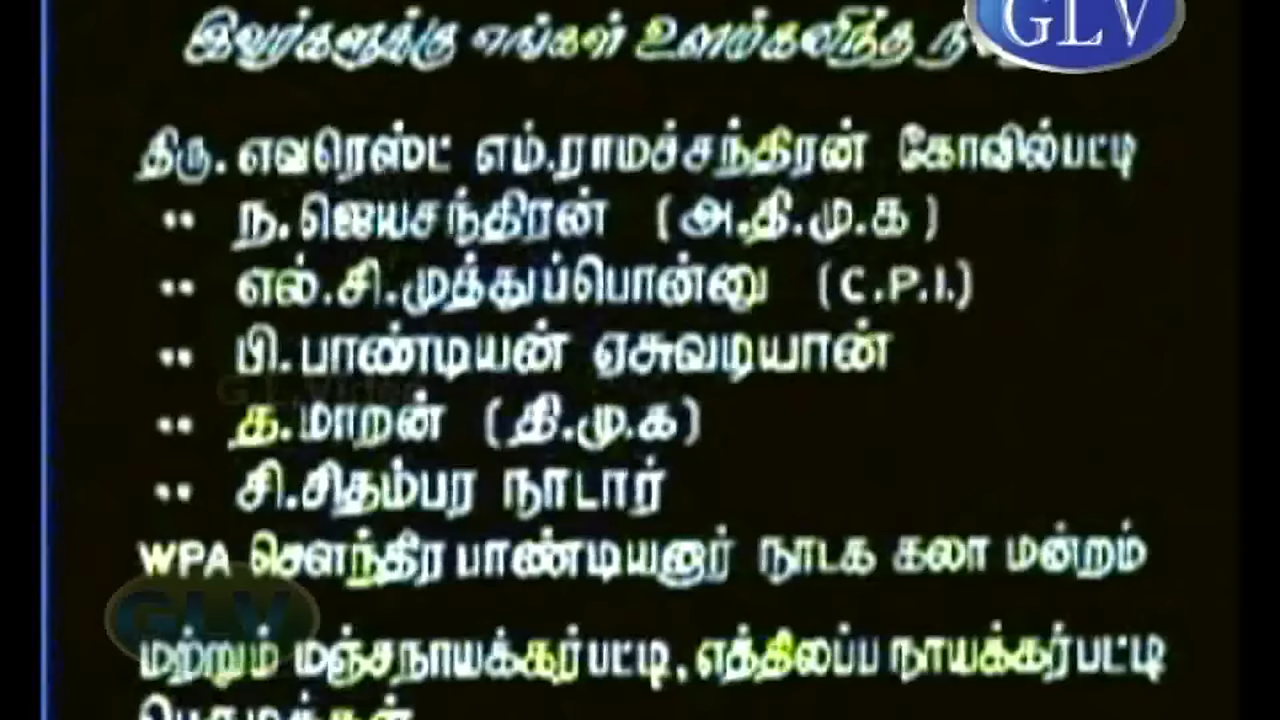 இவர்களுக்கு எங்கள் உளம்கனிந்த
GLV
திரு. எவரெஸ்ட் எம்.ராமச்சந்திரன் கோவில்பட்டி
·· ந.ஜெயசந்திரன் (அ.தி.மு.க)
·· எல்.சி.முத்துப்பொன்னு (C.P.I.)
·· பி.பாண்டியன் ஏசுவடியான்
·· த.மாறன் (தி.மு.க)
·· சி.சிதம்பர நாடார்
WPA சௌந்திர பாண்டியனார் நாடக கலா மன்றம்
GLV
மற்றும் மஞ்சநாயக்கர்பட்டி, எத்திலப்ப நாயக்கர்பட்டி